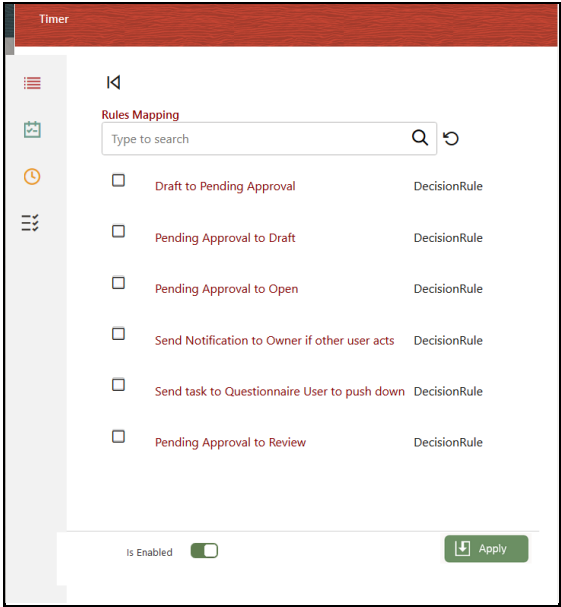 Timer
Rules Mapping
Type to search
Draft to Pending Approval DecisionRule
Pending Approval to Draft DecisionRule
Pending Approval to Open DecisionRule
Send Notification to Owner if other user acts DecisionRule
Send task to Questionnaire User to push down DecisionRule
Pending Approval to Review DecisionRule
Is Enabled Apply